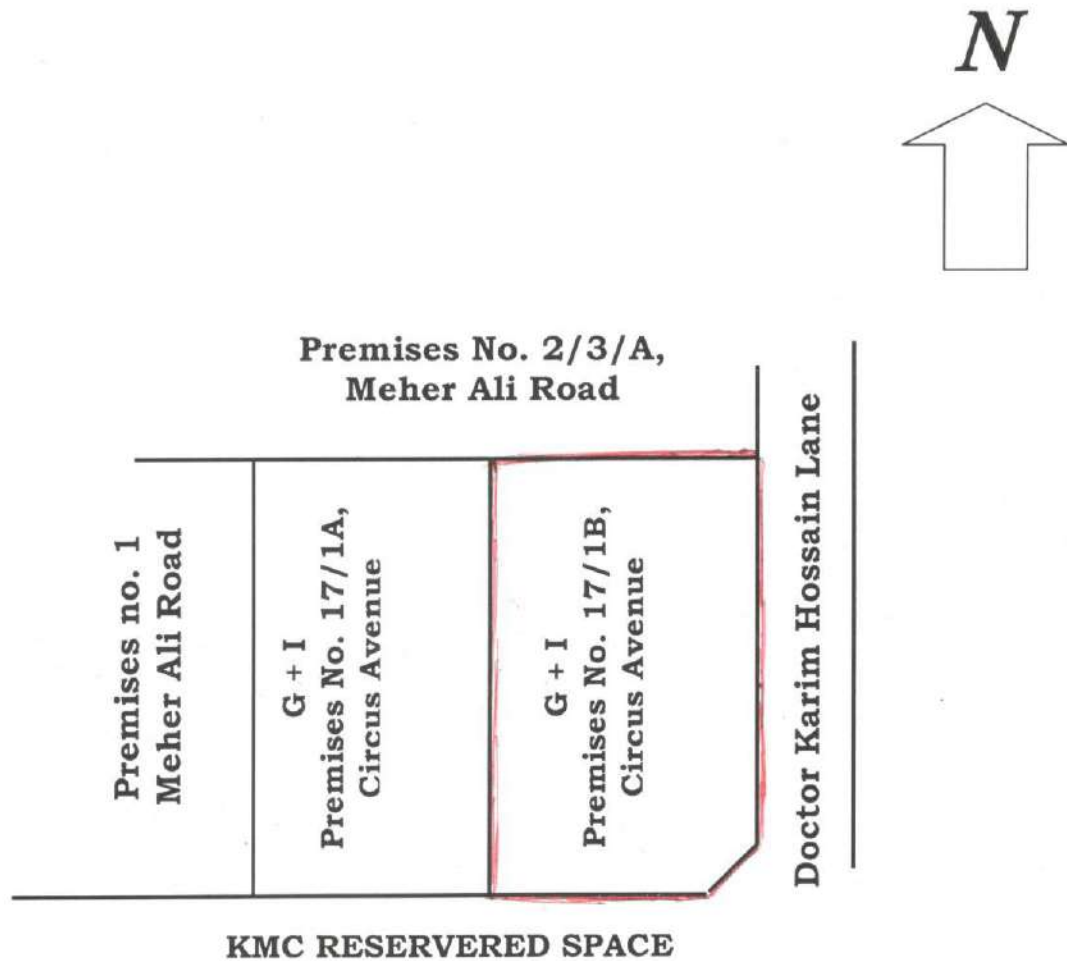 N
Premises No. 2/3/A,
Meher Ali Road
Premises no. 1
Meher Ali Road
G + I
Premises No. 17/1A,
Circus Avenue
G + I
Premises No. 17/1B,
Circus Avenue
Doctor Karim Hossain Lane
KMC RESERVERED SPACE